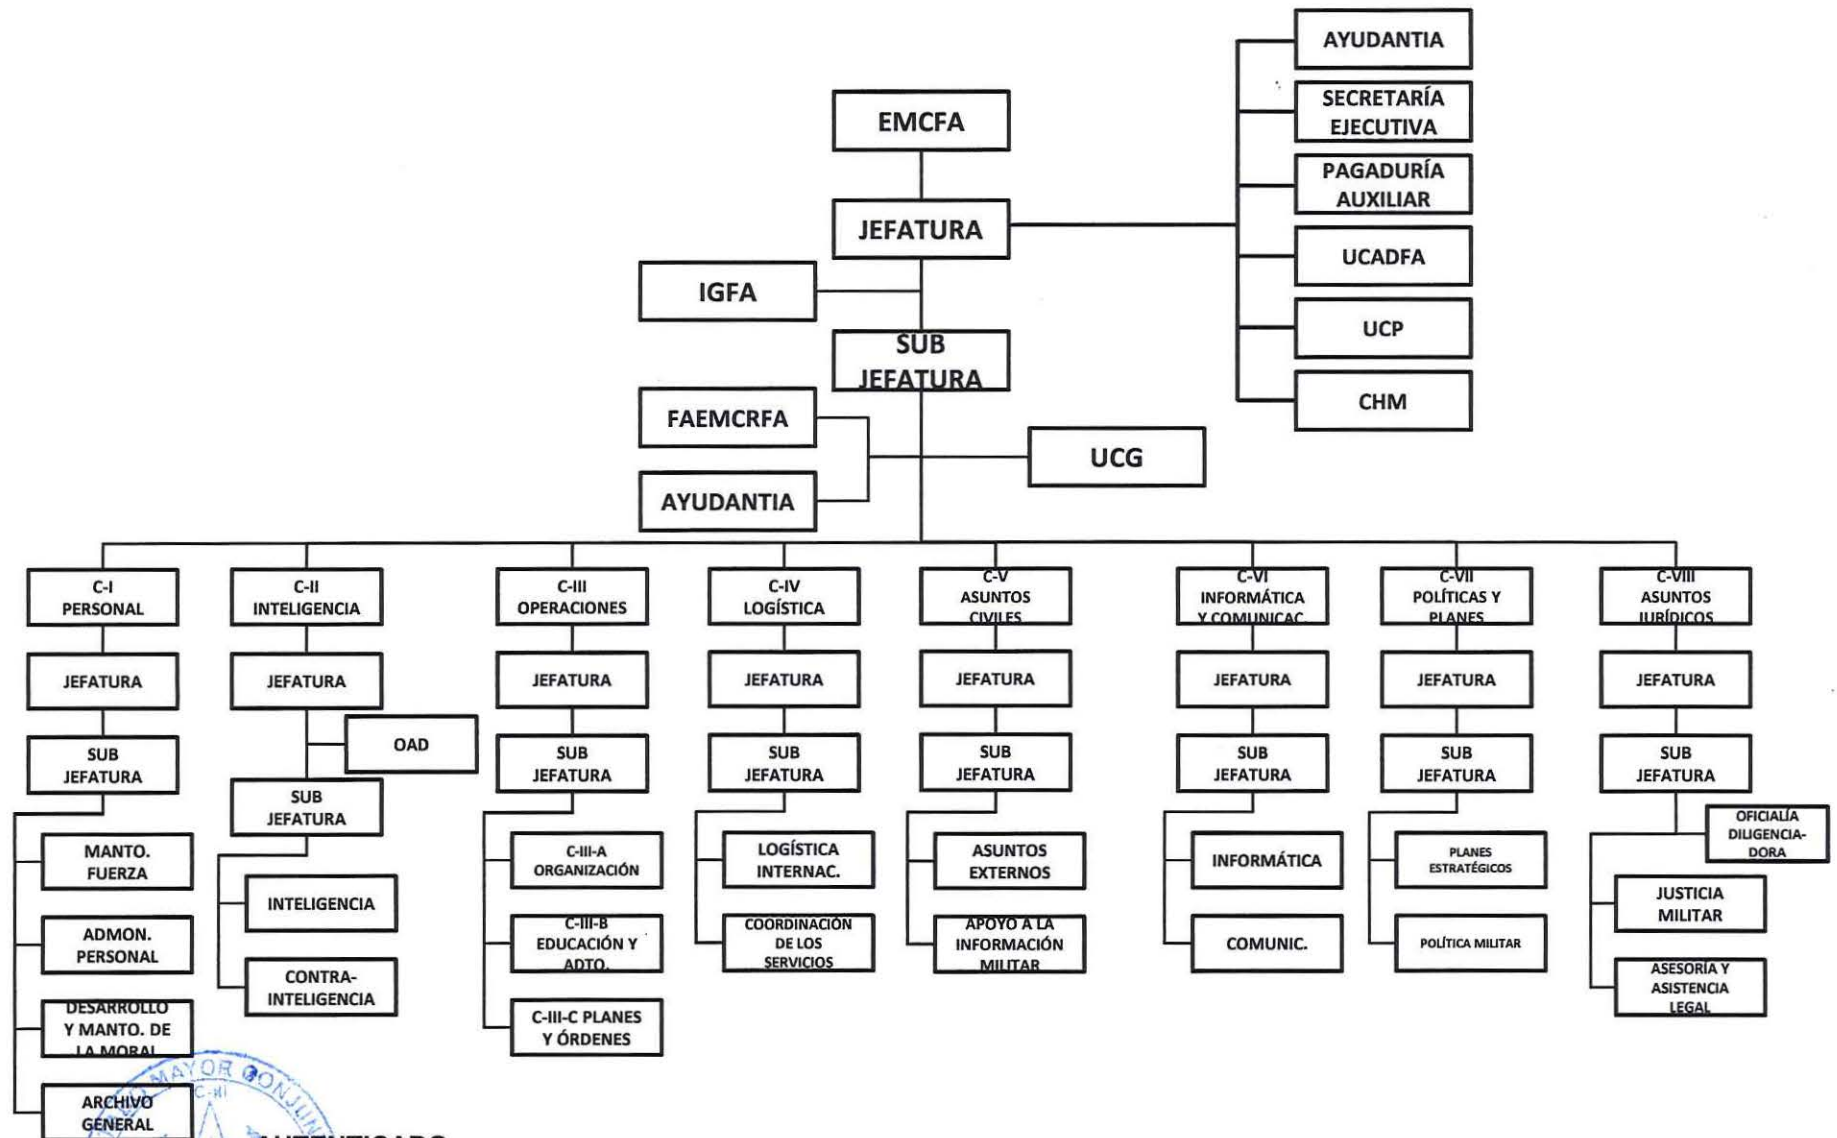 AYUDANTIA
SECRETARÍA
EJECUTIVA
PAGADURÍA
AUXILIAR
UCADFA
UCP
CHM
EMCFA
JEFATURA
IGFA
SUB
JEFATURA
FAEMCRFA
AYUDANTIA
UCG
C-I
PERSONAL
JEFATURA
SUB
JEFATURA
MANTO.
FUERZA
ADMON.
PERSONAL
DESARROLLO
Y MANTO. DE
LA MORAL
ARCHIVO
GENERAL
C-II
INTELIGENCIA
JEFATURA
OAD
SUB
JEFATURA
INTELIGENCIA
CONTRA-
INTELIGENCIA
C-III
OPERACIONES
JEFATURA
SUB
JEFATURA
C-III-A
ORGANIZACIÓN
C-III-B
EDUCACIÓN Y
ADTO.
C-III-C PLANES
Y ÓRDENES
C-IV
LOGÍSTICA
JEFATURA
SUB
JEFATURA
LOGÍSTICA
INTERNAC.
COORDINACIÓN
DE LOS
SERVICIOS
C-V
ASUNTOS
CIVILES
JEFATURA
SUB
JEFATURA
ASUNTOS
EXTERNOS
APOYO A LA
INFORMACIÓN
MILITAR
C-VI
INFORMÁTICA
Y COMUNICAC.
JEFATURA
SUB
JEFATURA
INFORMÁTICA
COMUNIC.
C-VII
POLÍTICAS Y
PLANES
JEFATURA
SUB
JEFATURA
PLANES
ESTRATÉGICOS
POLÍTICA MILITAR
C-VIII
ASUNTOS
JURÍDICOS
JEFATURA
SUB
JEFATURA
OFICIALÍA
DILIGENCIA-
DORA
JUSTICIA
MILITAR
ASESORÍA Y
ASISTENCIA
LEGAL
MAYOR
C-III
AUTENTICADO